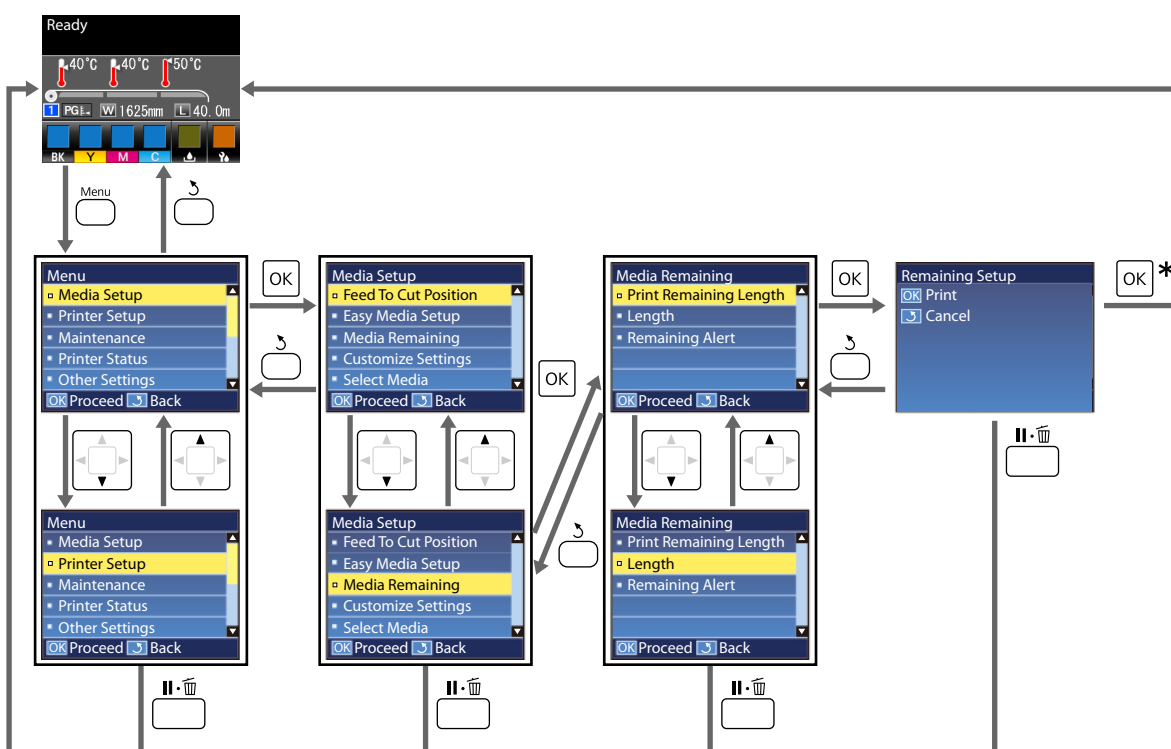 Ready
40°C 40°C 50°C
1 PG W 1625mm L 40.0m
BK Y M C
Menu
OK
OK
OK
OK *
Menu
Media Setup
Printer Setup
Maintenance
Printer Status
Other Settings
OK Proceed Back
Media Setup
Feed To Cut Position
Easy Media Setup
Media Remaining
Customize Settings
Select Media
OK Proceed Back
Media Remaining
Print Remaining Length
Length
Remaining Alert
OK Proceed Back
Remaining Setup
OK Print
Cancel
Menu
Media Setup
Printer Setup
Maintenance
Printer Status
Other Settings
OK Proceed Back
Media Setup
Feed To Cut Position
Easy Media Setup
Media Remaining
Customize Settings
Select Media
OK Proceed Back
Media Remaining
Print Remaining Length
Length
Remaining Alert
OK Proceed Back